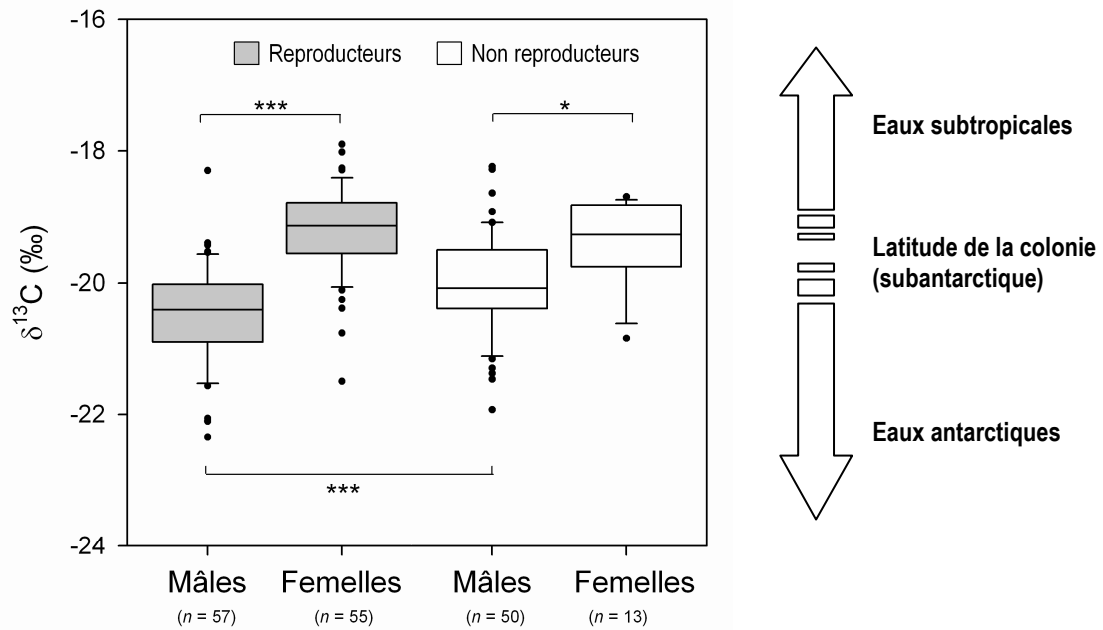 -16
Reproducteurs Non reproducteurs
*** *
Eaux subtropicales
-18
δ13C (‰)
-20
Latitude de la colonie
(subantarctique)
-22
Eaux antarctiques
***
-24
Mâles Femelles Mâles Femelles
(n = 57) (n = 55) (n = 50) (n = 13)